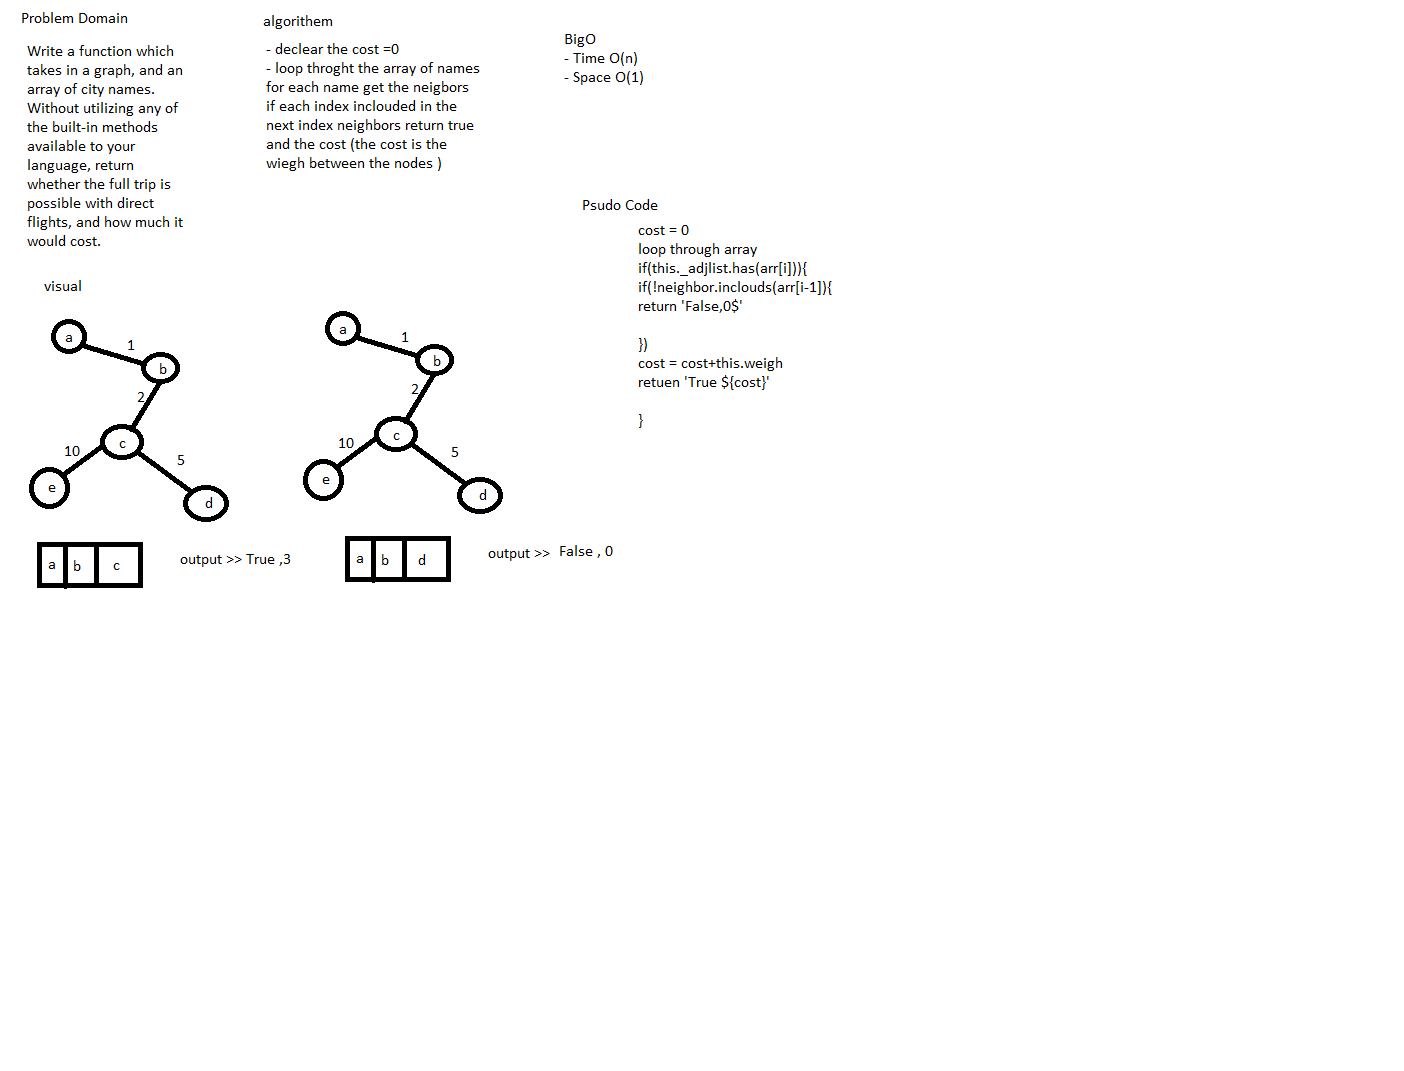 Problem Domain
Write a function which
takes in a graph, and an
array of city names.
Without utilizing any of
the built-in methods
available to your
language, return
whether the full trip is
possible with direct
flights, and how much it
would cost.
algorithem
- declear the cost =0
- loop throght the array of names
for each name get the neigbors
if each index inclouded in the
next index neighbors return true
and the cost (the cost is the
wiegh between the nodes )
BigO
- Time O(n)
- Space O(1)
Psudo Code
cost = 0
loop through array
if(this._adjlist.has(arr[i])){
if(!neighbor.inclouds(arr[i-1]){
return 'False,0$'
})
cost = cost+this.weigh
retuen 'True ${cost}'
}
visual
a
1
b
2
c
10
5
e
d
a b c
output >> True ,3
a
1
b
2
c
10
5
e
d
a b d
output >> False , 0